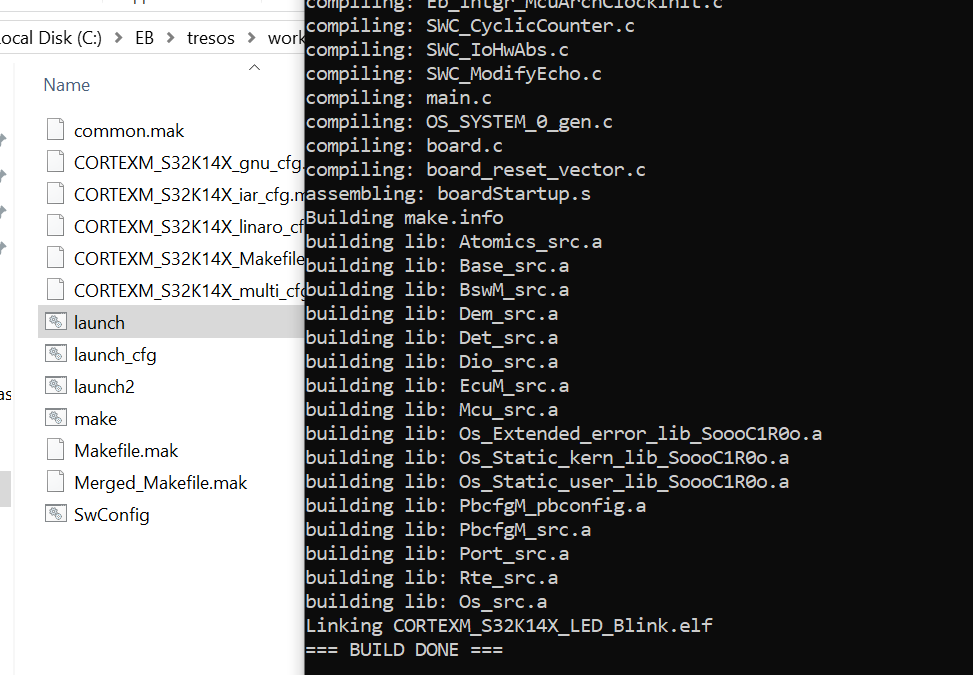 Local Disk (C:) > EB > tresos > work
Name
common.mak
CORTEXM_S32K14X_gnu_cfg.
CORTEXM_S32K14X_iar_cfg.m
CORTEXM_S32K14X_linaro_cf
CORTEXM_S32K14X_Makefile
CORTEXM_S32K14X_multi_cfg
launch
launch_cfg
launch2
make
Makefile.mak
Merged_Makefile.mak
SwConfig
as
compiling: Eb_Intgr_McuArchClockInit.c
compiling: SWC_CyclicCounter.c
compiling: SWC_IoHwAbs.c
compiling: SWC_ModifyEcho.c
compiling: main.c
compiling: OS_SYSTEM_0_gen.c
compiling: board.c
compiling: board_reset_vector.c
assembling: boardStartup.s
Building make.info
building lib: Atomics_src.a
building lib: Base_src.a
building lib: BswM_src.a
building lib: Dem_src.a
building lib: Det_src.a
building lib: Dio_src.a
building lib: EcuM_src.a
building lib: Mcu_src.a
building lib: Os_Extended_error_lib_SoooC1R0o.a
building lib: Os_Static_kern_lib_SoooC1R0o.a
building lib: Os_Static_user_lib_SoooC1R0o.a
building lib: PbcfgM_pbconfig.a
building lib: PbcfgM_src.a
building lib: Port_src.a
building lib: Rte_src.a
building lib: Os_src.a
Linking CORTEXM_S32K14X_LED_Blink.elf
=== BUILD DONE ===